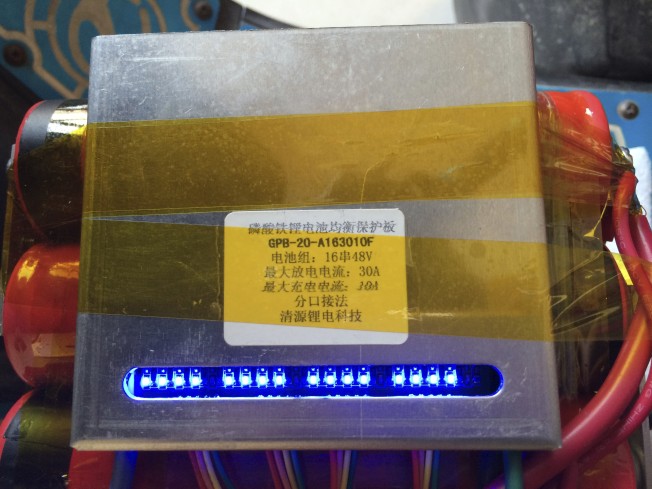 磷酸铁锂电池均衡保护板
GPB-20-A163010F
电池组：16串48V
最大放电电流：30A
最大充电电流：10A
分口接法
清源锂电科技